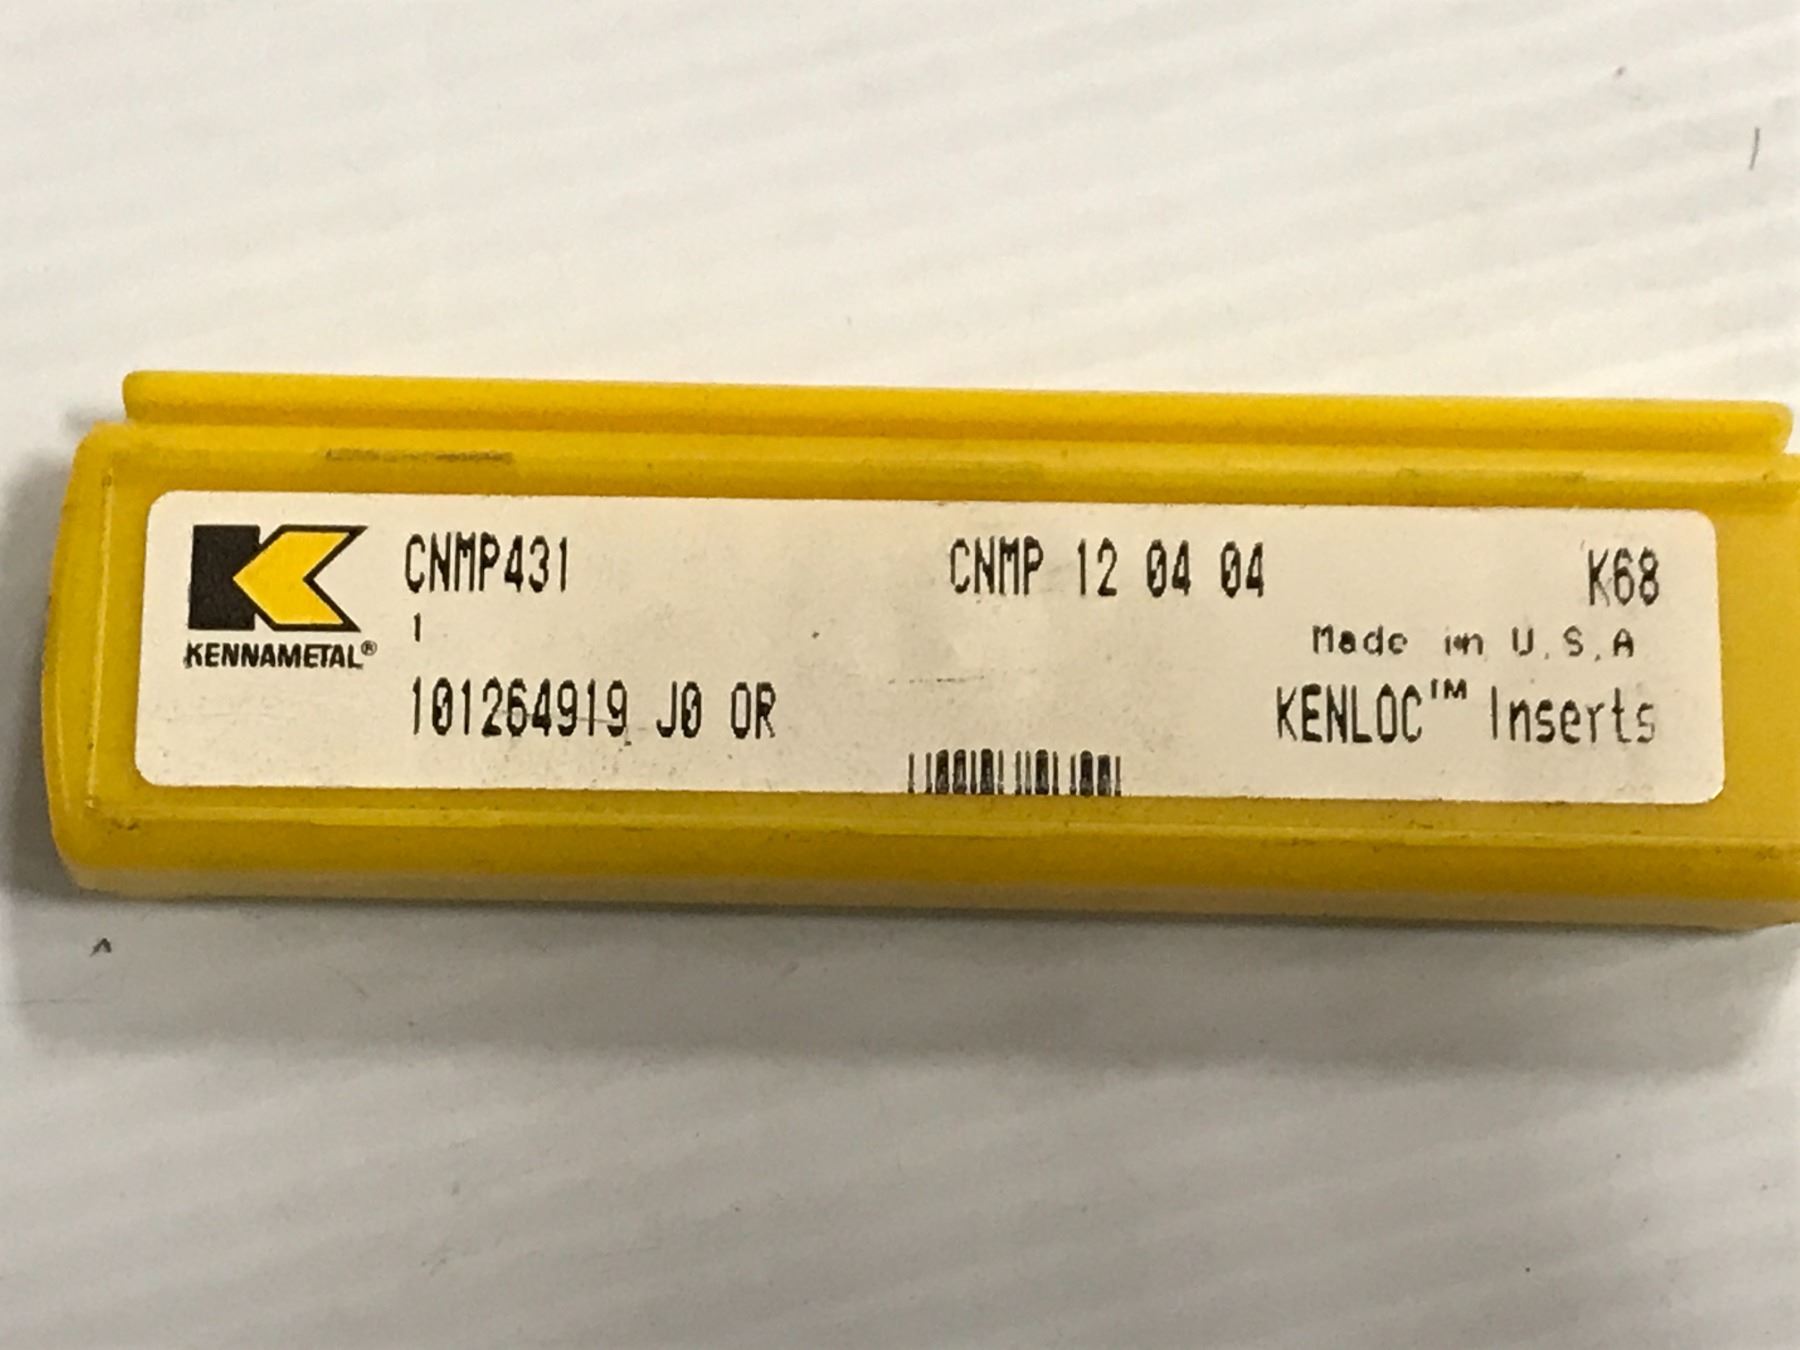 CNMP431 CNMP 12 04 04 K68
1
Made in U.S.A
KENNAMETAL®
101264919 J0 OR KENLOC™ Inserts